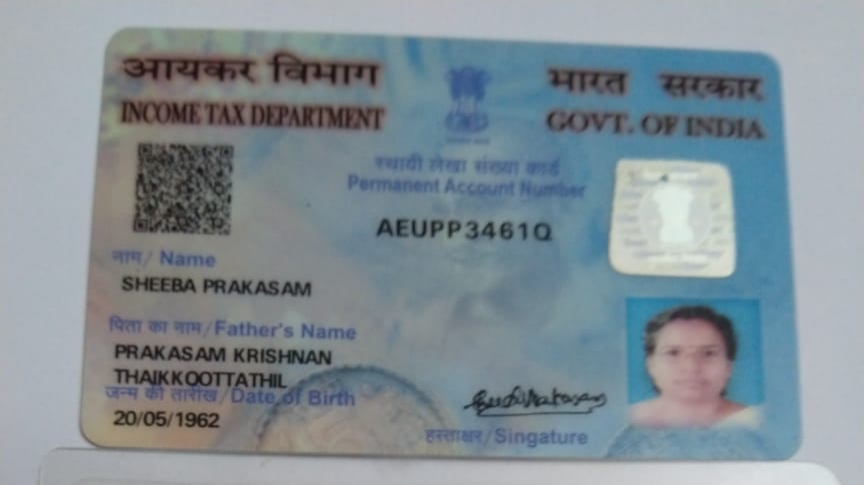 आयकर विभाग
INCOME TAX DEPARTMENT
भारत सरकार
GOVT. OF INDIA
स्थायी लेखा संख्या कार्ड
Permanent Account Number
AEUPP3461Q
नाम/ Name
SHEEBA PRAKASAM
पिता का नाम/Father's Name
PRAKASAM KRISHNAN
THAIKKOOTTATHIL
जन्म की तारीख/Date of Birth
20/05/1962
हस्ताक्षर/Singature